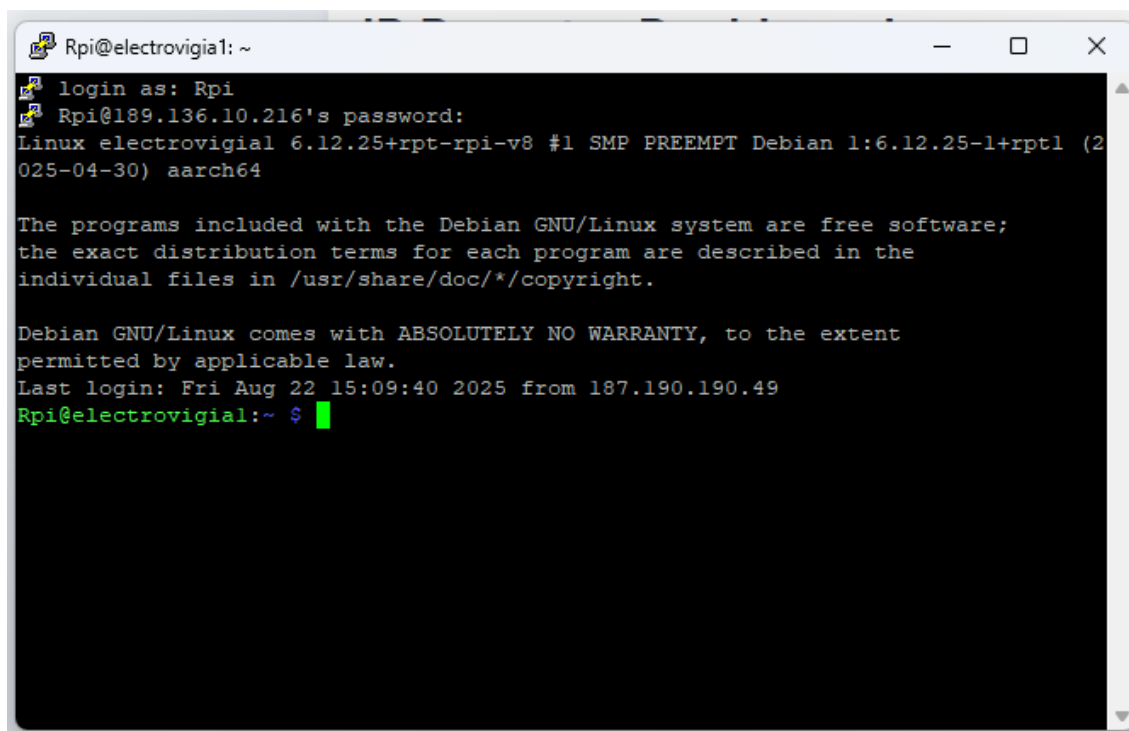 Rpi@electrovigia1: ~
login as: Rpi
Rpi@189.136.10.216's password:
Linux electrovigia1 6.12.25+rpt-rpi-v8 #1 SMP PREEMPT Debian 1:6.12.25-1+rpt1 (2
025-04-30) aarch64
The programs included with the Debian GNU/Linux system are free software;
the exact distribution terms for each program are described in the
individual files in /usr/share/doc/*/copyright.
Debian GNU/Linux comes with ABSOLUTELY NO WARRANTY, to the extent
permitted by applicable law.
Last login: Fri Aug 22 15:09:40 2025 from 187.190.190.49
Rpi@electrovigia1:~ $